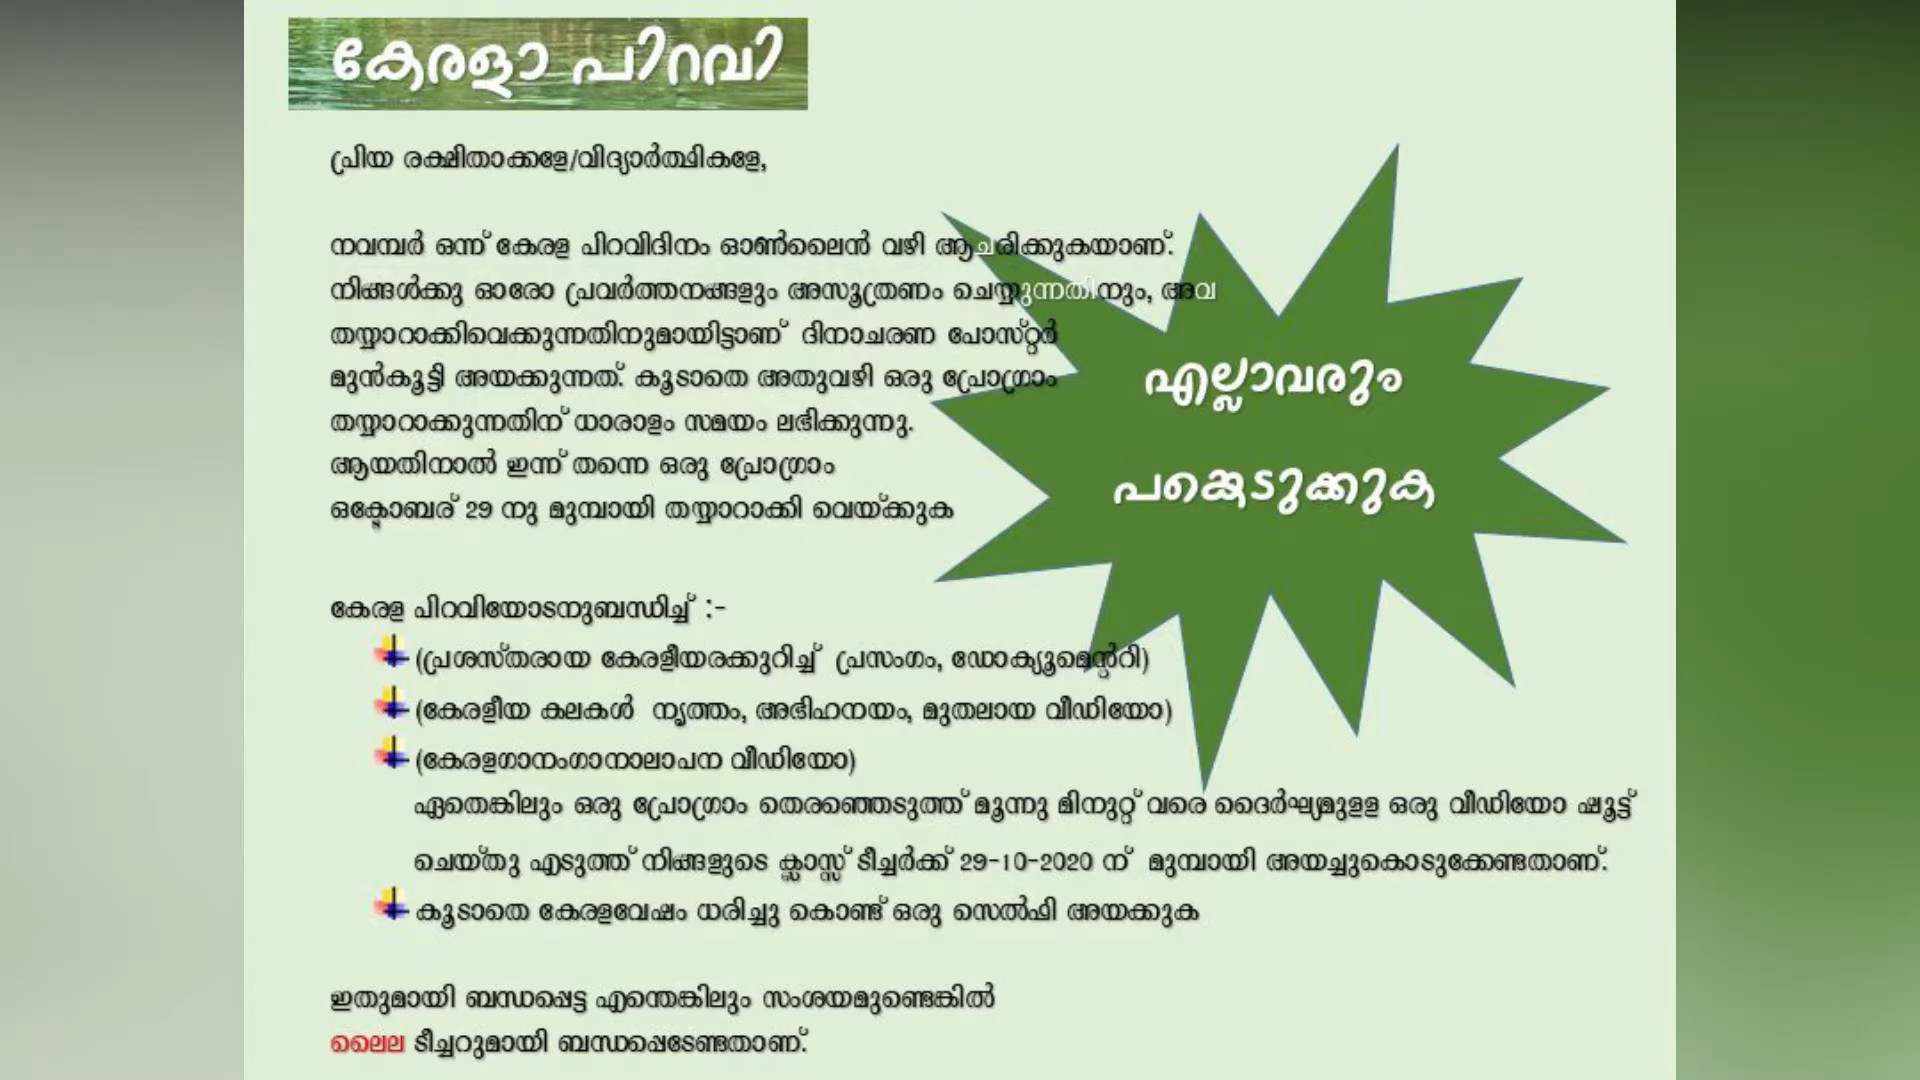 കേരളാ പിറവി
പ്രിയ രക്ഷിതാക്കളേ/വിദ്യാർത്ഥികളേ,
നവമ്പർ ഒന്ന് കേരള പിറവിദിനം ഓൺലൈൻ വഴി ആചരിക്കുകയാണ്.
നിങ്ങൾക്കു ഓരോ പ്രവർത്തനങ്ങളും അസൂത്രണം ചെയ്യുന്നതിനും, അവ
തയ്യാറാക്കിവെക്കുന്നതിനുമായിട്ടാണ് ദിനാചരണ പോസ്റ്റർ
മുൻകൂട്ടി അയക്കുന്നത്. കൂടാതെ അതുവഴി ഒരു പ്രോഗ്രാം
തയ്യാറാക്കുന്നതിന് ധാരാളം സമയം ലഭിക്കുന്നു.
ആയതിനാൽ ഇന്ന് തന്നെ ഒരു പ്രോഗ്രാം
ഒക്ടോബര് 29 നു മുമ്പായി തയ്യാറാക്കി വെയ്ക്കുക
എല്ലാവരും
പങ്കെടുക്കുക
കേരള പിറവിയോടനുബന്ധിച്ച് :-
(പ്രശസ്തരായ കേരളീയരക്കുറിച്ച് പ്രസംഗം, ഡോക്യൂമെൻ്ററി)
(കേരളീയ കലകൾ നൃത്തം, അഭിഹനയം, മുതലായ വീഡിയോ)
(കേരളഗാനംഗാനാലാപന വീഡിയോ)
ഏതെങ്കിലും ഒരു പ്രോഗ്രാം തെരഞ്ഞെടുത്ത് മൂന്നു മിനുറ്റ് വരെ ദൈർഘ്യമുളള ഒരു വീഡിയോ ഷൂട്ട്
ചെയ്തു എടുത്ത് നിങ്ങളുടെ ക്ലാസ്സ് ടീച്ചർക്ക് 29-10-2020 ന് മുമ്പായി അയച്ചുകൊടുക്കേണ്ടതാണ്.
കൂടാതെ കേരളവേഷം ധരിച്ചു കൊണ്ട് ഒരു സെൽഫി അയക്കുക
ഇതുമായി ബന്ധപ്പെട്ട എന്തെങ്കിലും സംശയമുണ്ടെങ്കിൽ
ലൈല ടീച്ചറുമായി ബന്ധപ്പെടേണ്ടതാണ്.